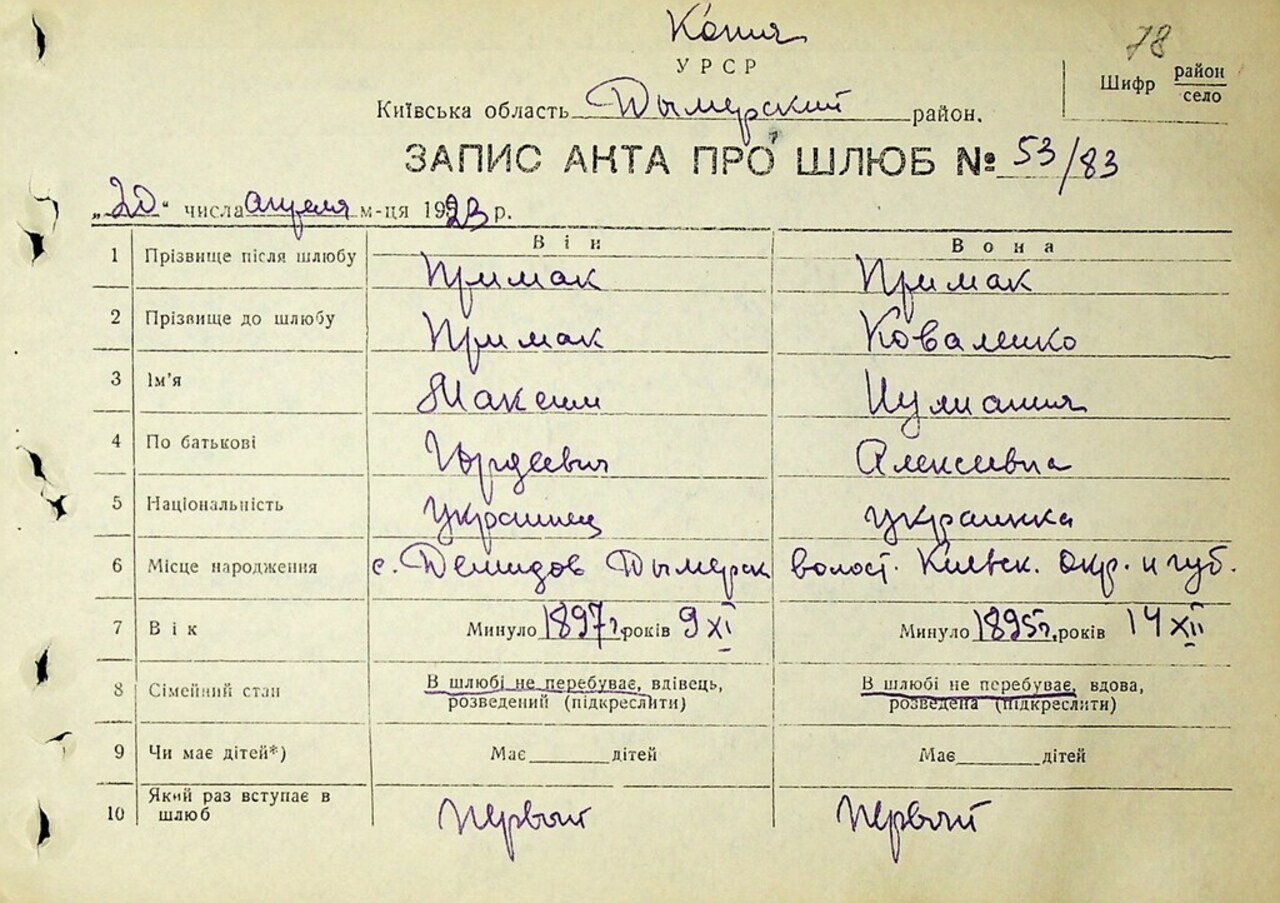 Копия
78
УРСР
Шифр район село
Київська область Дымерский район.
ЗАПИС АКТА ПРО ШЛЮБ № 53/83
„20“ числа апреля м-ця 1923 р.
Він Вона
1 Прізвище після шлюбу Примак Примак
2 Прізвище до шлюбу Примак Коваленко
3 Ім’я Максим Иулиания
4 По батькові Гордеевич Алексеевна
5 Національність украинец украинка
6 Місце народження с. Демидов Дымерск волост. Киевск. окр. и губ.
7 Вік Минуло 1897г. років 9 XI Минуло 1895г. років 14 XII
8 Сімейний стан В шлюбі не перебуває, вдівець, В шлюбі не перебуває, вдова,
розведений (підкреслити) розведена (підкреслити)
9 Чи має дітей*) Має дітей Має дітей
10 Який раз вступає в шлюб первый первый